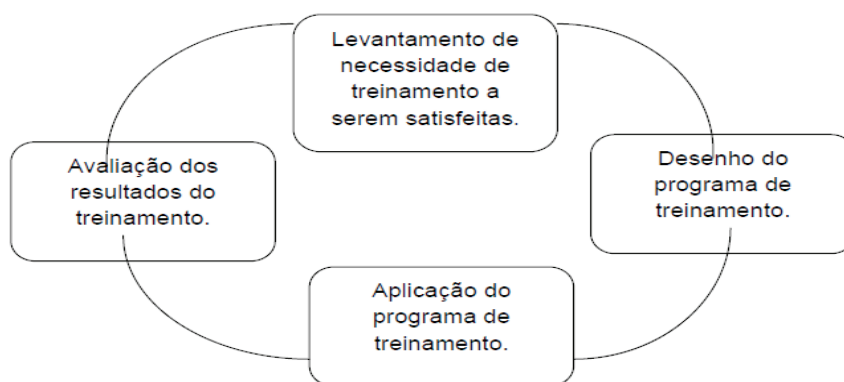 Levantamento de
necessidade de
treinamento a
serem satisfeitas.
Avaliação dos
resultados do
treinamento.
Desenho do
programa de
treinamento.
Aplicação do
programa de
treinamento.